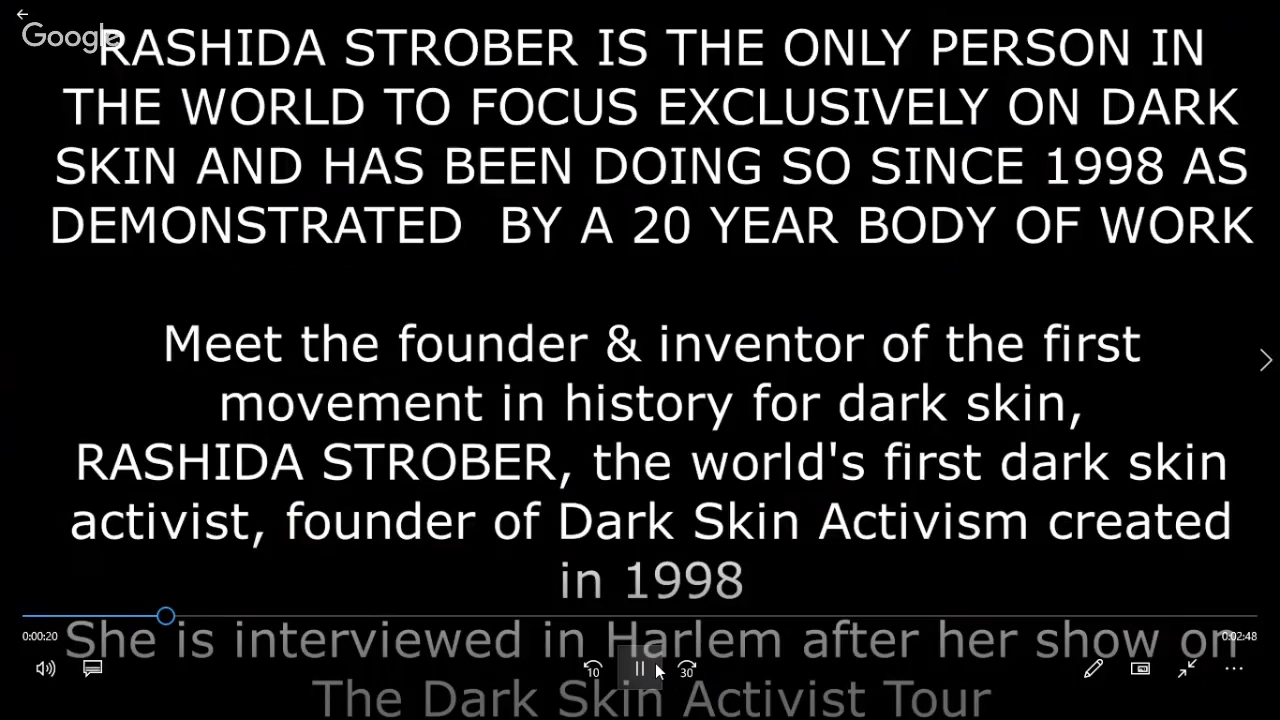 Google
RASHIDA STROBER IS THE ONLY PERSON IN
THE WORLD TO FOCUS EXCLUSIVELY ON DARK
SKIN AND HAS BEEN DOING SO SINCE 1998 AS
DEMONSTRATED  BY A 20 YEAR BODY OF WORK
Meet the founder & inventor of the first
movement in history for dark skin,
RASHIDA STROBER, the world's first dark skin
activist, founder of Dark Skin Activism created
in 1998
0:00:20
She is interviewed in Harlem after her show on
0:02:48
10
30
The Dark Skin Activist Tour